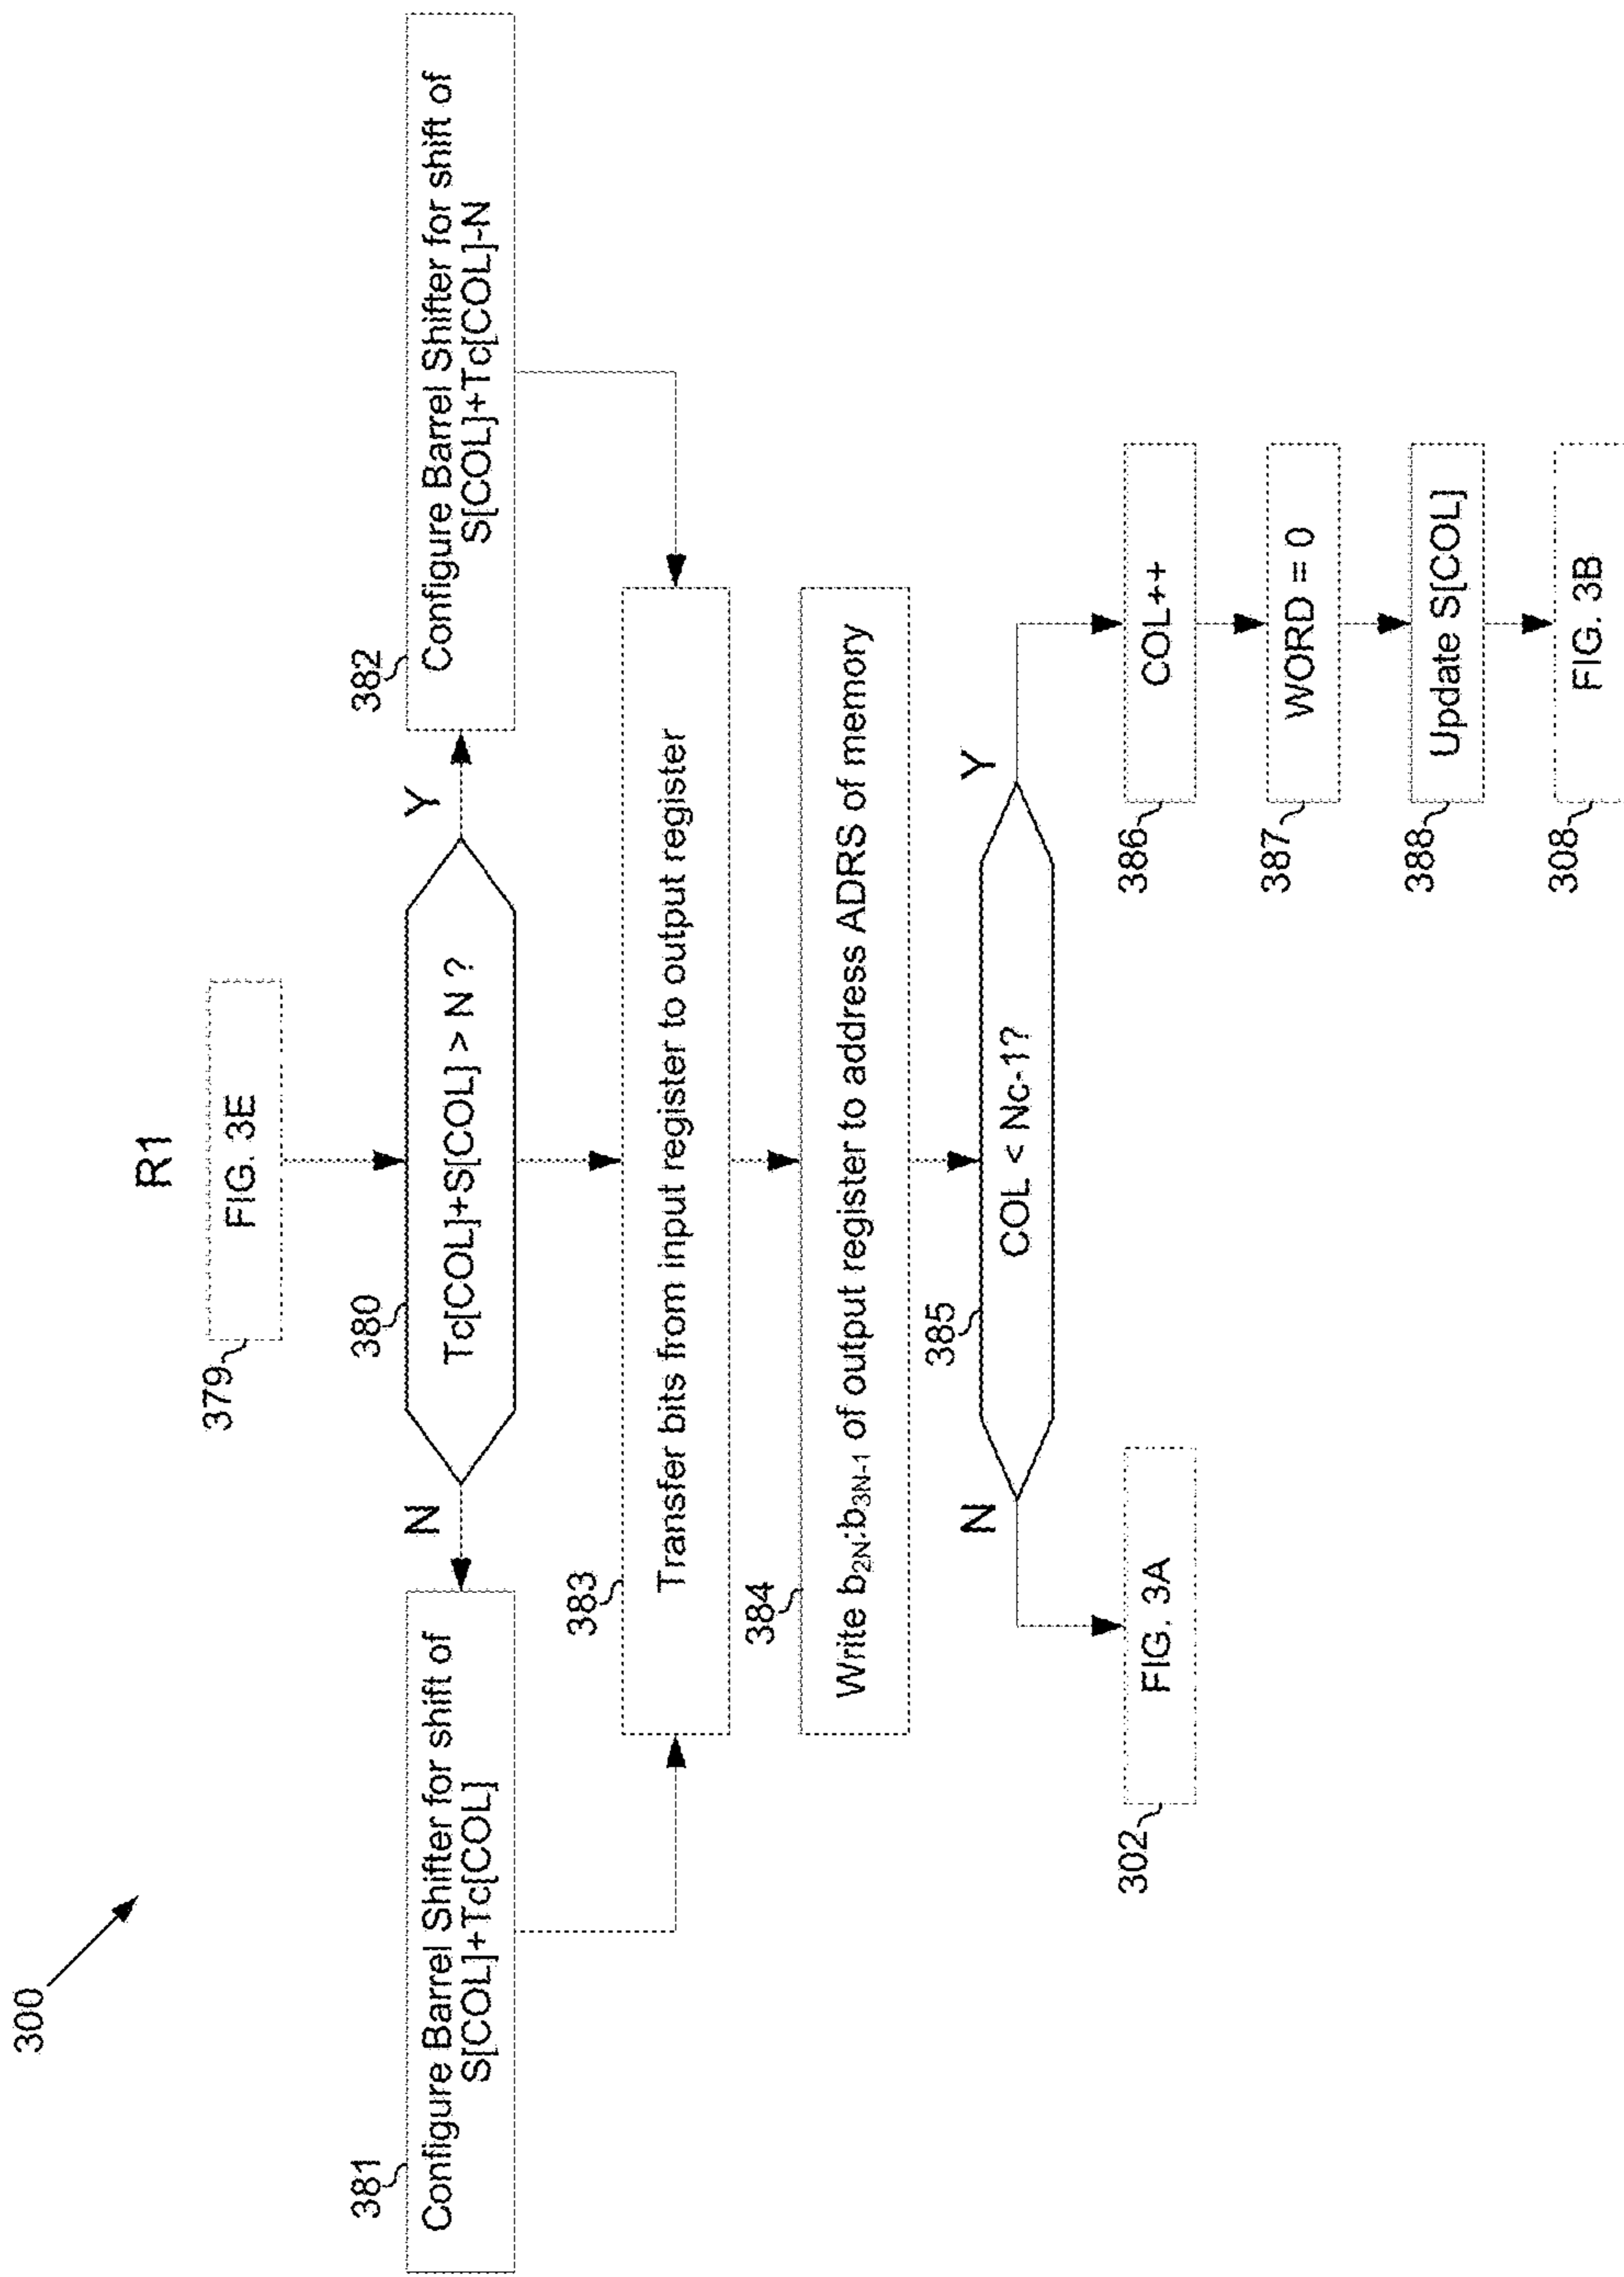 300
R1
379
FIG. 3E
380
Tc[COL]+S[COL] > N ?
N
Y
381
Configure Barrel Shifter for shift of
S[COL]+Tc[COL]
382
Configure Barrel Shifter for shift of
S[COL]+Tc[COL]-N
383
Transfer bits from input register to output register
384
Write b2N:b3N-1 of output register to address ADRS of memory
385
COL < Nc-1?
N
Y
302
FIG. 3A
386
COL++
387
WORD = 0
388
Update S[COL]
308
FIG. 3B